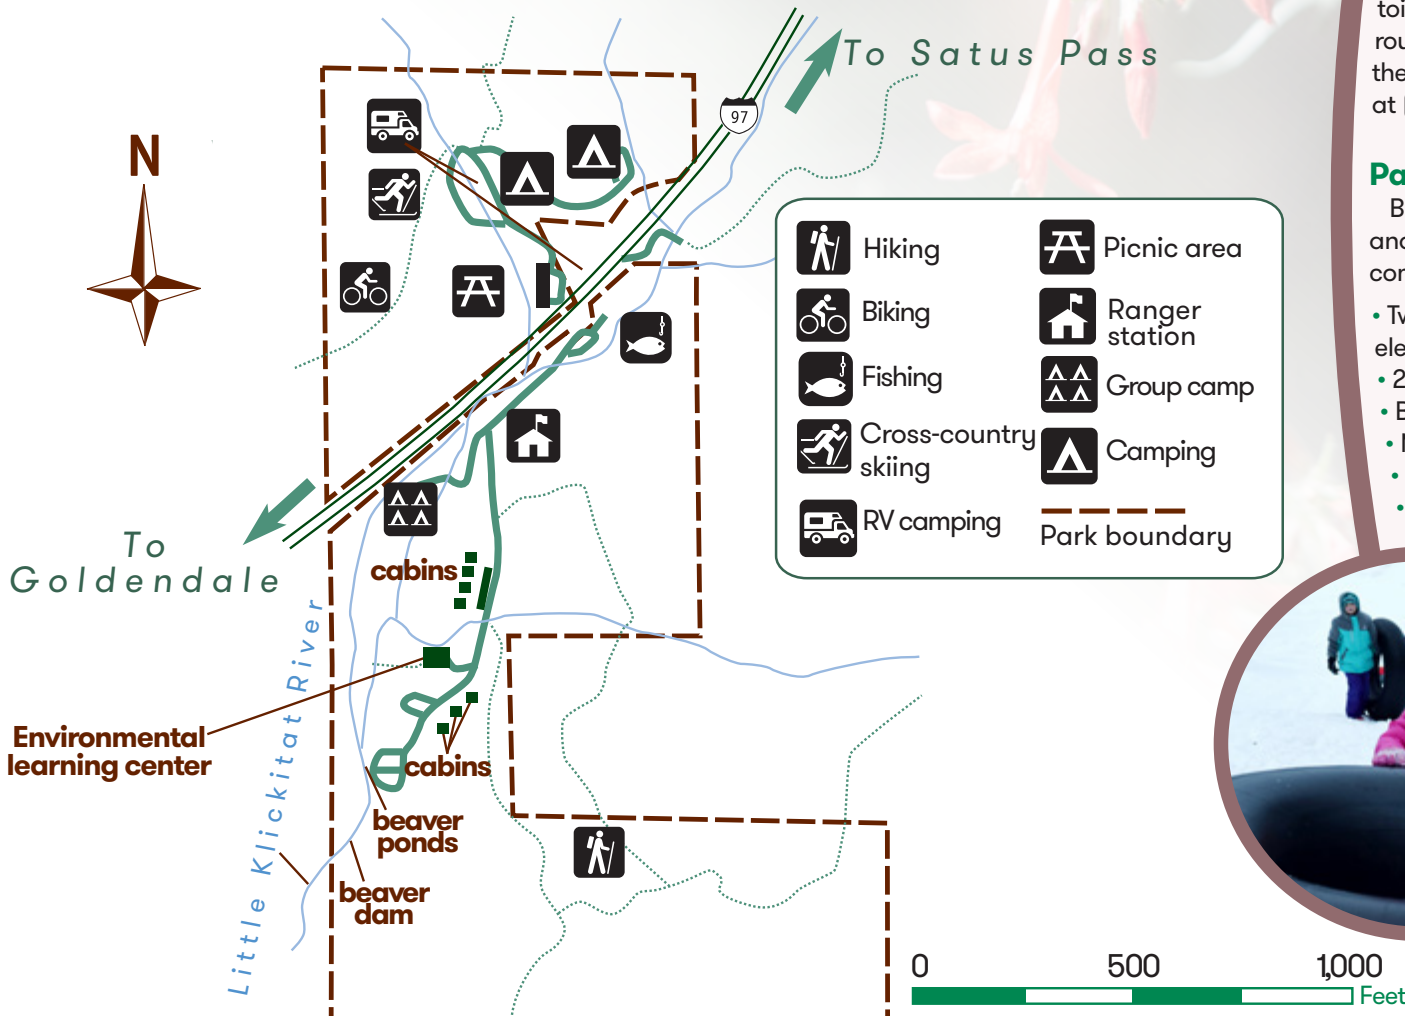 To Satus Pass
97
N
Hiking
Picnic area
Biking
Ranger
station
Fishing
Group camp
Cross-country
skiing
Camping
RV camping
Park boundary
To
Goldendale
cabins
Little Klickitat River
Environmental
learning center
cabins
beaver
ponds
beaver
dam
0 500 1,000
Feet
the
at